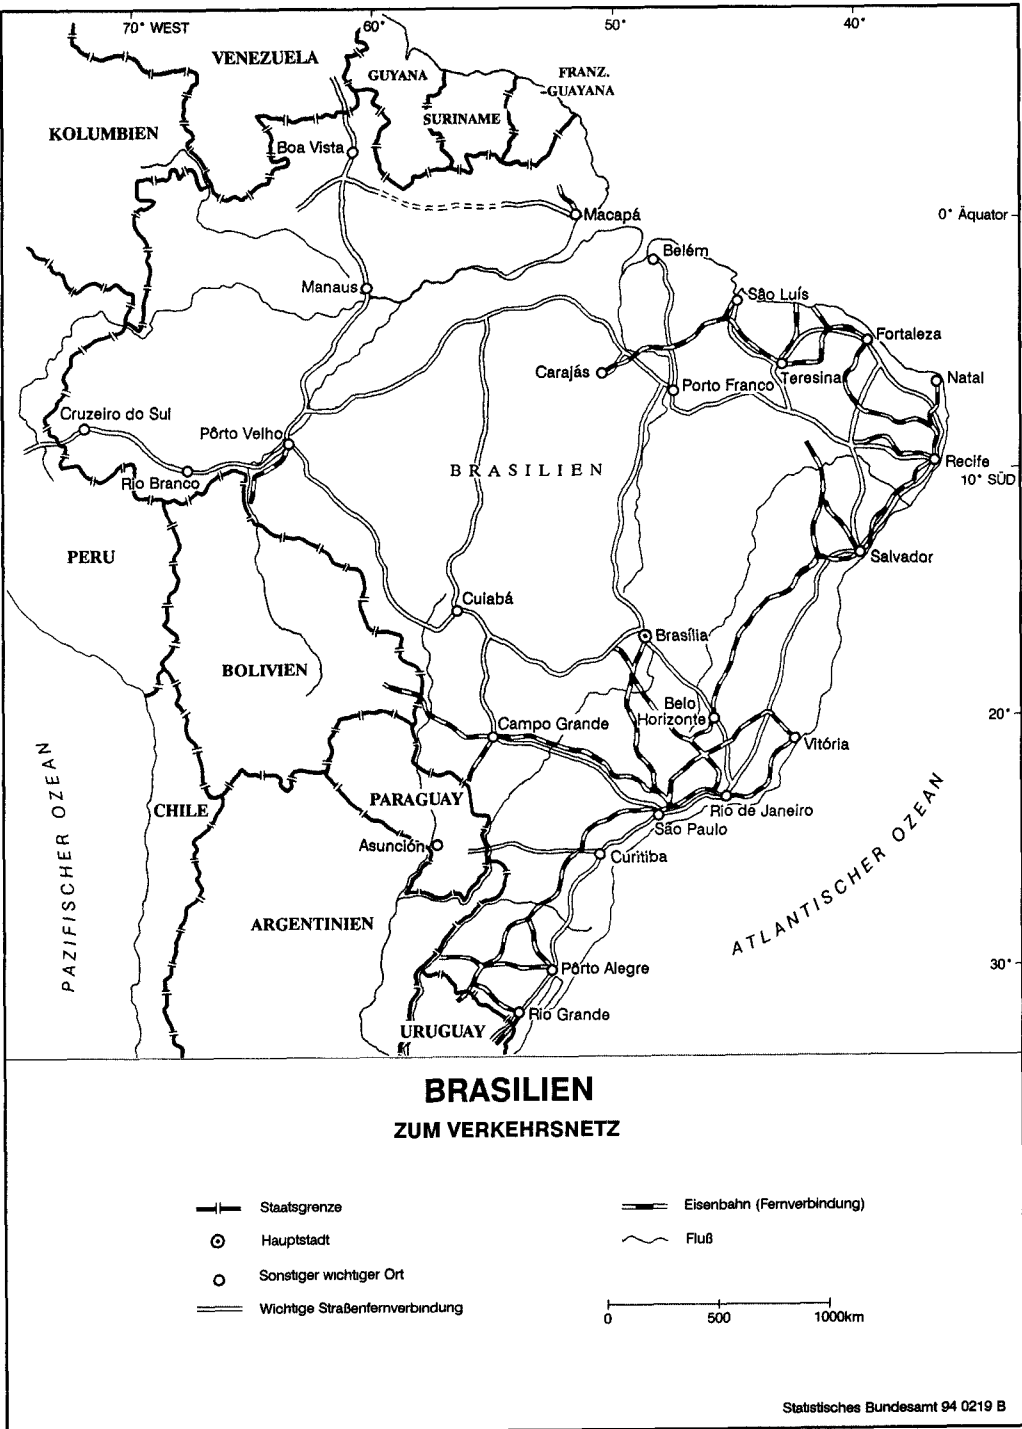 70° WEST
60°
50°
40°
VENEZUELA
GUYANA
FRANZ.
-GUAYANA
SURINAME
KOLUMBIEN
Boa Vista
Macapá
0° Äquator
Belém
Manaus
São Luís
Fortaleza
Carajás
Teresina
Porto Franco
Natal
Cruzeiro do Sul
Pôrto Velho
Rio Branco
BRASILIEN
Recife
10° SÜD
PERU
Salvador
Cuiabá
Brasília
BOLIVIEN
Belo
Horizonte
20°
Campo Grande
Vitória
PAZIFISCHER OZEAN
CHILE
PARAGUAY
Rio de Janeiro
São Paulo
Asunción
Curitiba
ATLANTISCHER OZEAN
ARGENTINIEN
Pôrto Alegre
30°
Rio Grande
URUGUAY
BRASILIEN
ZUM VERKEHRSNETZ
Staatsgrenze
Eisenbahn (Fernverbindung)
Hauptstadt
Fluß
Sonstiger wichtiger Ort
Wichtige Straßenfernverbindung
0 500 1000km
Statistisches Bundesamt 94 0219 B